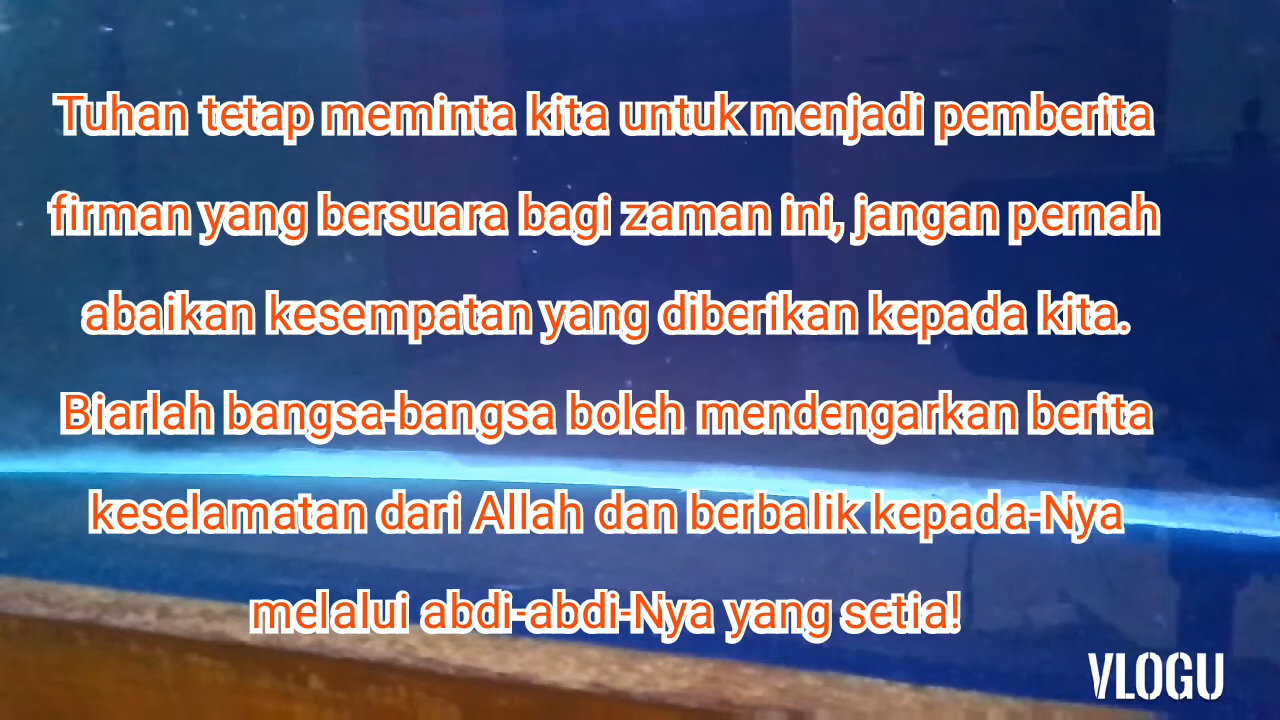 Tuhan tetap meminta kita untuk menjadi pemberita
firman yang bersuara bagi zaman ini, jangan pernah
abaikan kesempatan yang diberikan kepada kita.
Biarlah bangsa-bangsa boleh mendengarkan berita
keselamatan dari Allah dan berbalik kepada-Nya
melalui abdi-abdi-Nya yang setia!
VLOGU